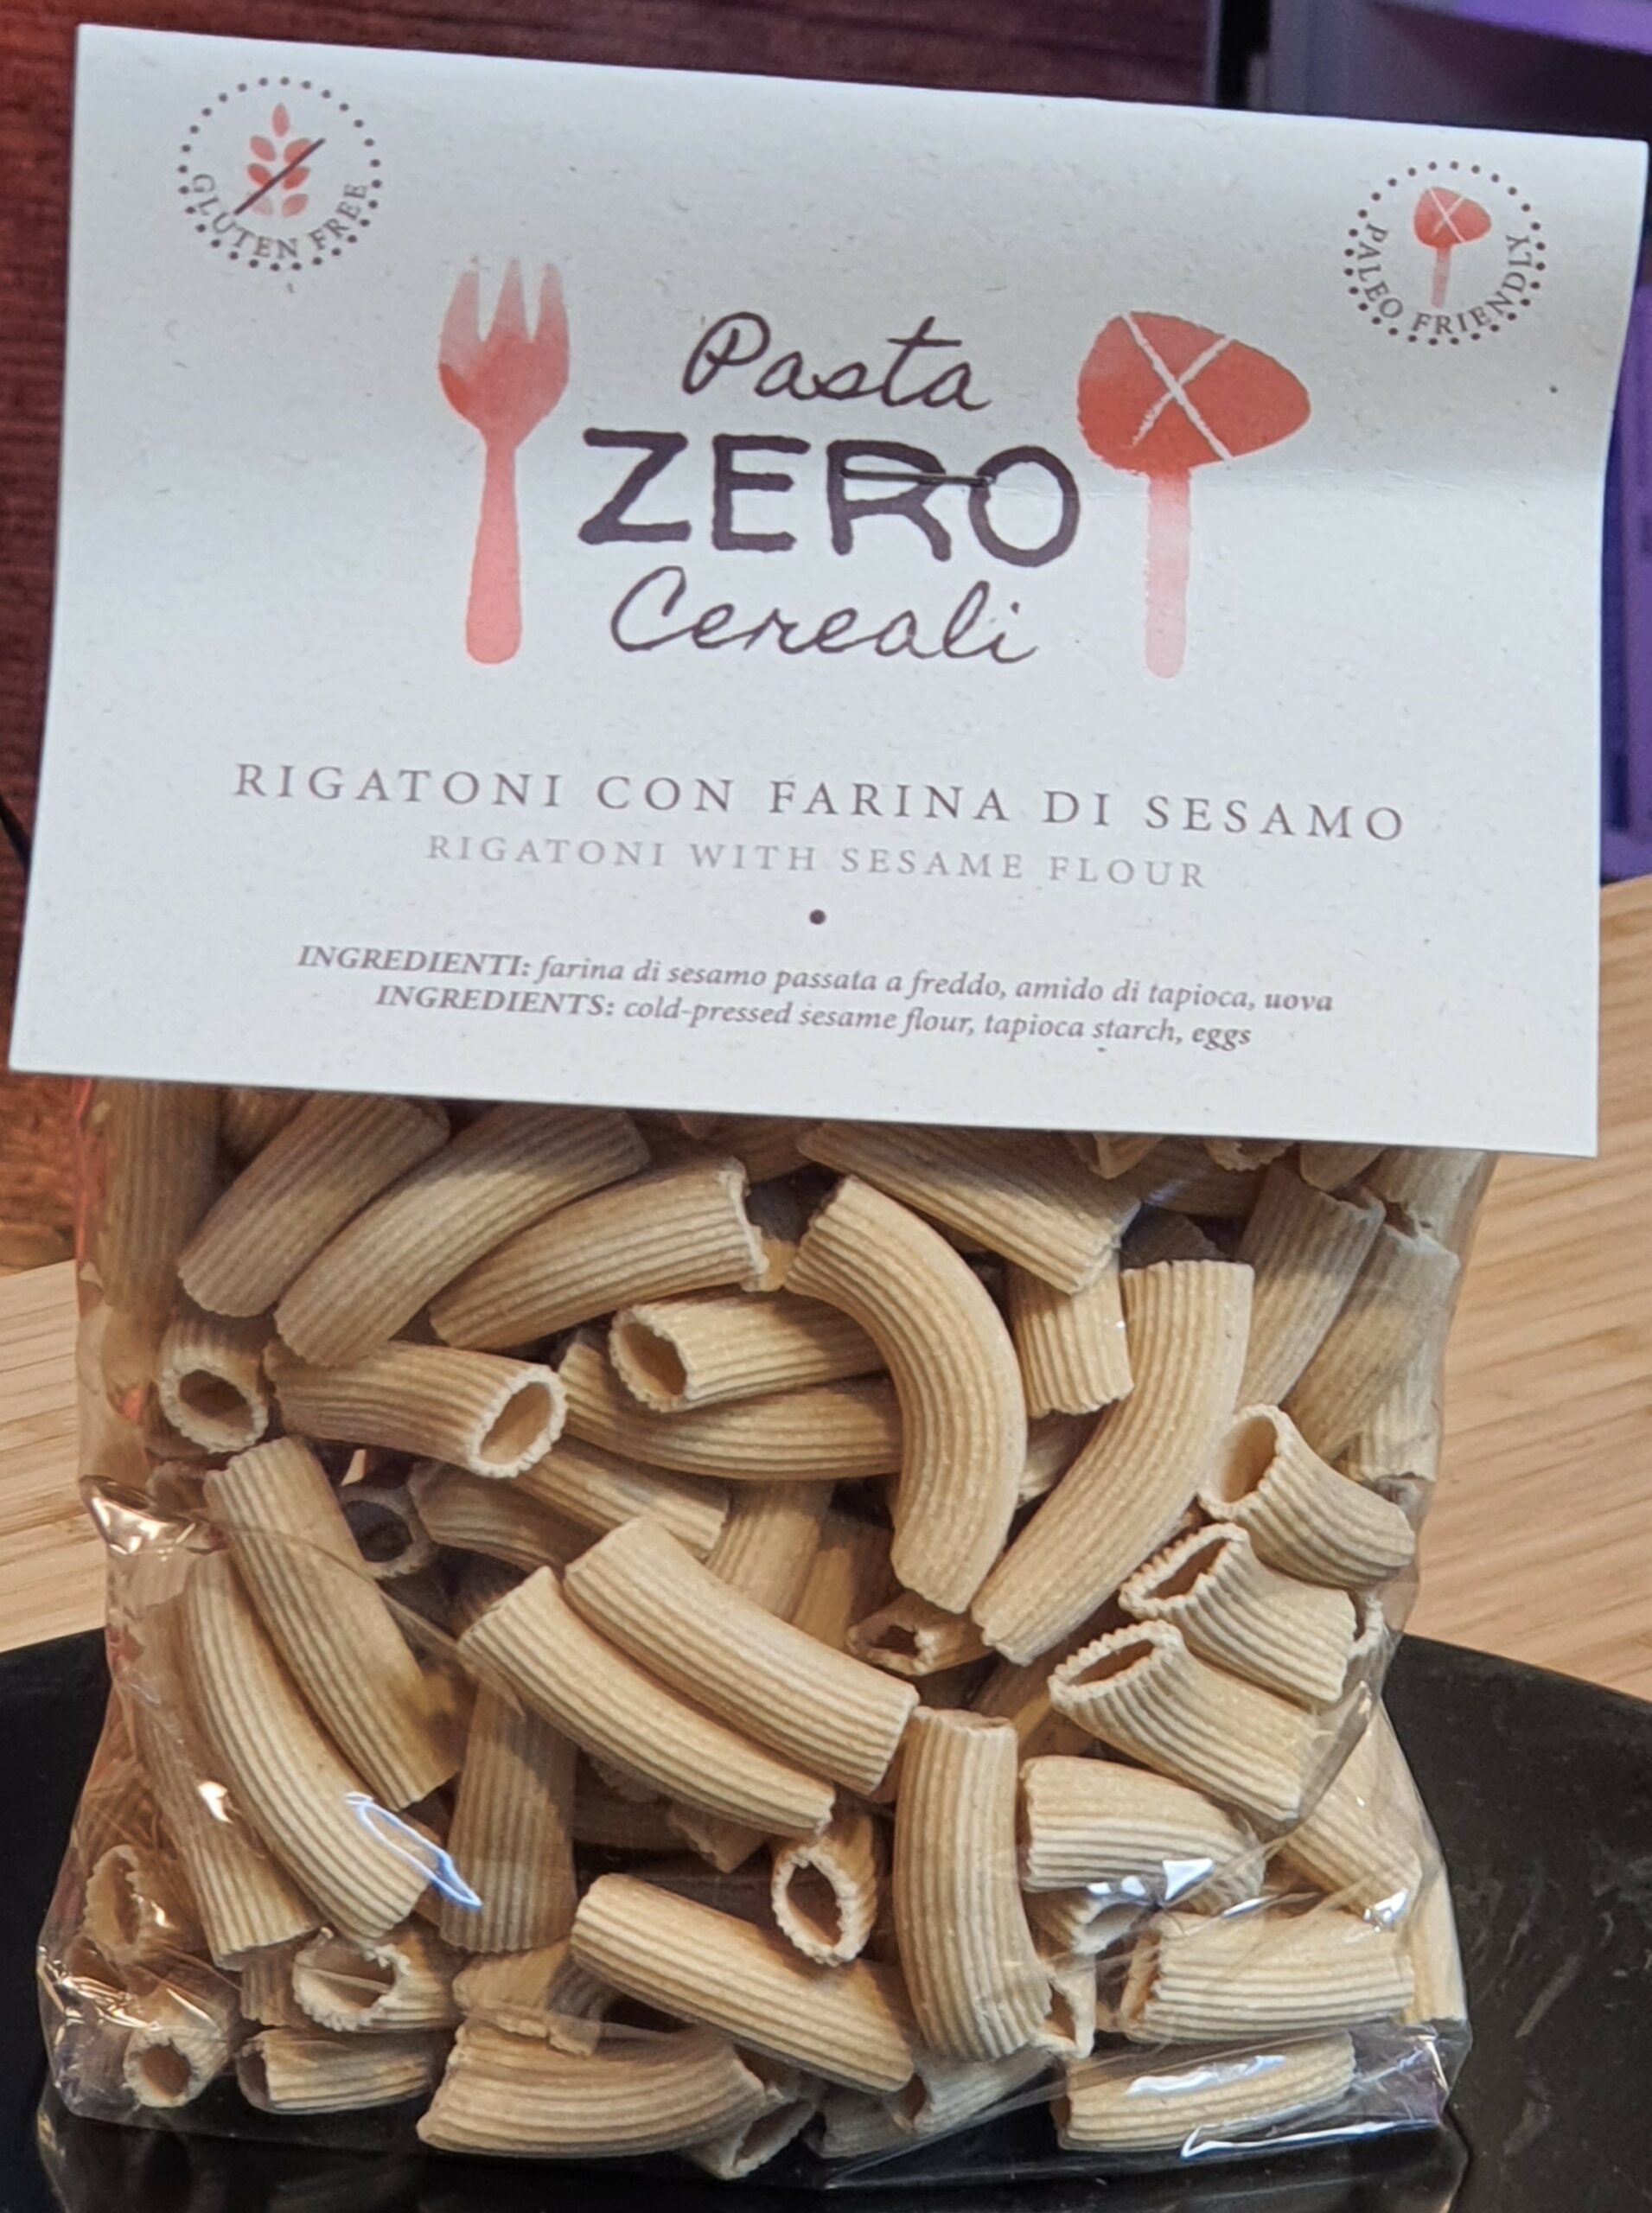 GLUTEN FREE
PALEO FRIENDLY
Pasta
ZERO
Cereali
RIGATONI CON FARINA DI SESAMO
RIGATONI WITH SESAME FLOUR
INGREDIENTI: farina di sesamo passata a freddo, amido di tapioca, uova
INGREDIENTS: cold-pressed sesame flour, tapioca starch, eggs